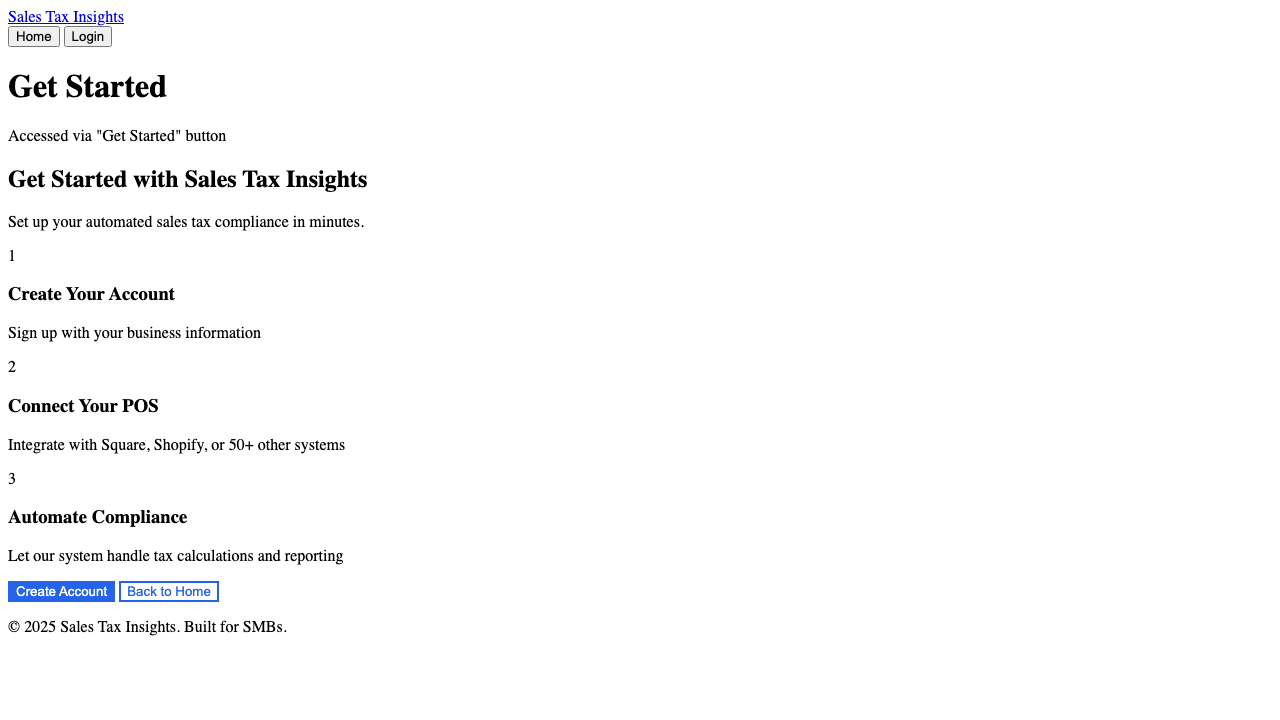 Sales Tax Insights
Home Login
Get Started
Accessed via "Get Started" button
Get Started with Sales Tax Insights
Set up your automated sales tax compliance in minutes.
1
Create Your Account
Sign up with your business information
2
Connect Your POS
Integrate with Square, Shopify, or 50+ other systems
3
Automate Compliance
Let our system handle tax calculations and reporting
Create Account Back to Home
© 2025 Sales Tax Insights. Built for SMBs.